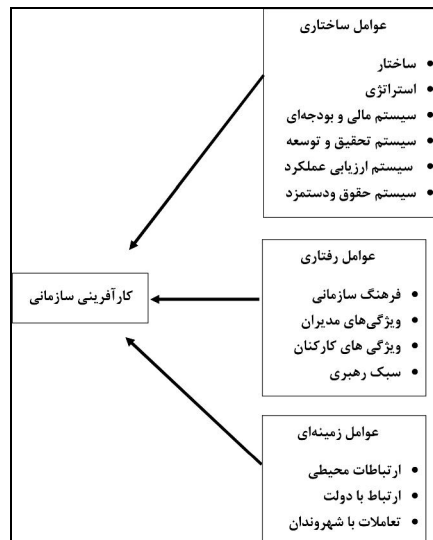 عوامل ساختاری
• ساختار
• استراتژی
• سیستم مالی و بودجه‌ای
• سیستم تحقیق و توسعه
• سیستم ارزیابی عملکرد
• سیستم حقوق ودستمزد
عوامل رفتاری
• فرهنگ سازمانی
• ویژگی‌های مدیران
• ویژگی های کارکنان
• سبک رهبری
کارآفرینی سازمانی
عوامل زمینه‌ای
• ارتباطات محیطی
• ارتباط با دولت
• تعاملات با شهروندان